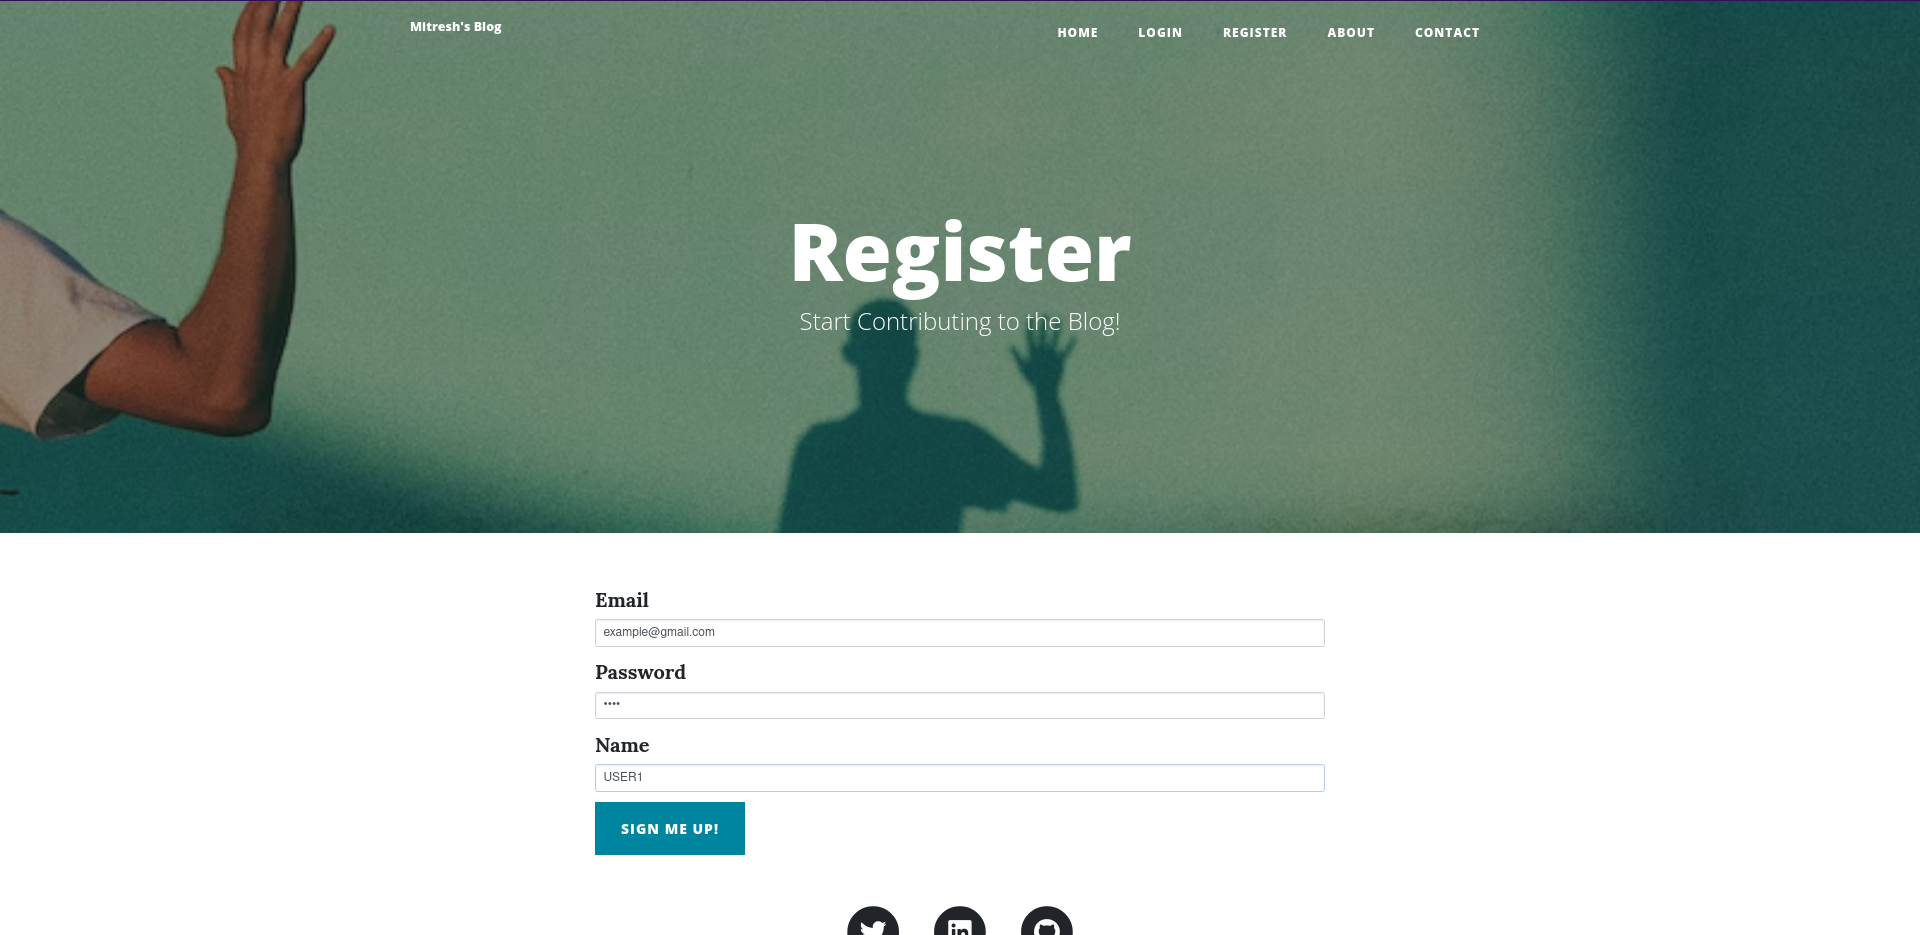 Mitresh's Blog
HOME LOGIN REGISTER ABOUT CONTACT
Register
Start Contributing to the Blog!
Email
example@gmail.com
Password
••••
Name
USER1
SIGN ME UP!
in